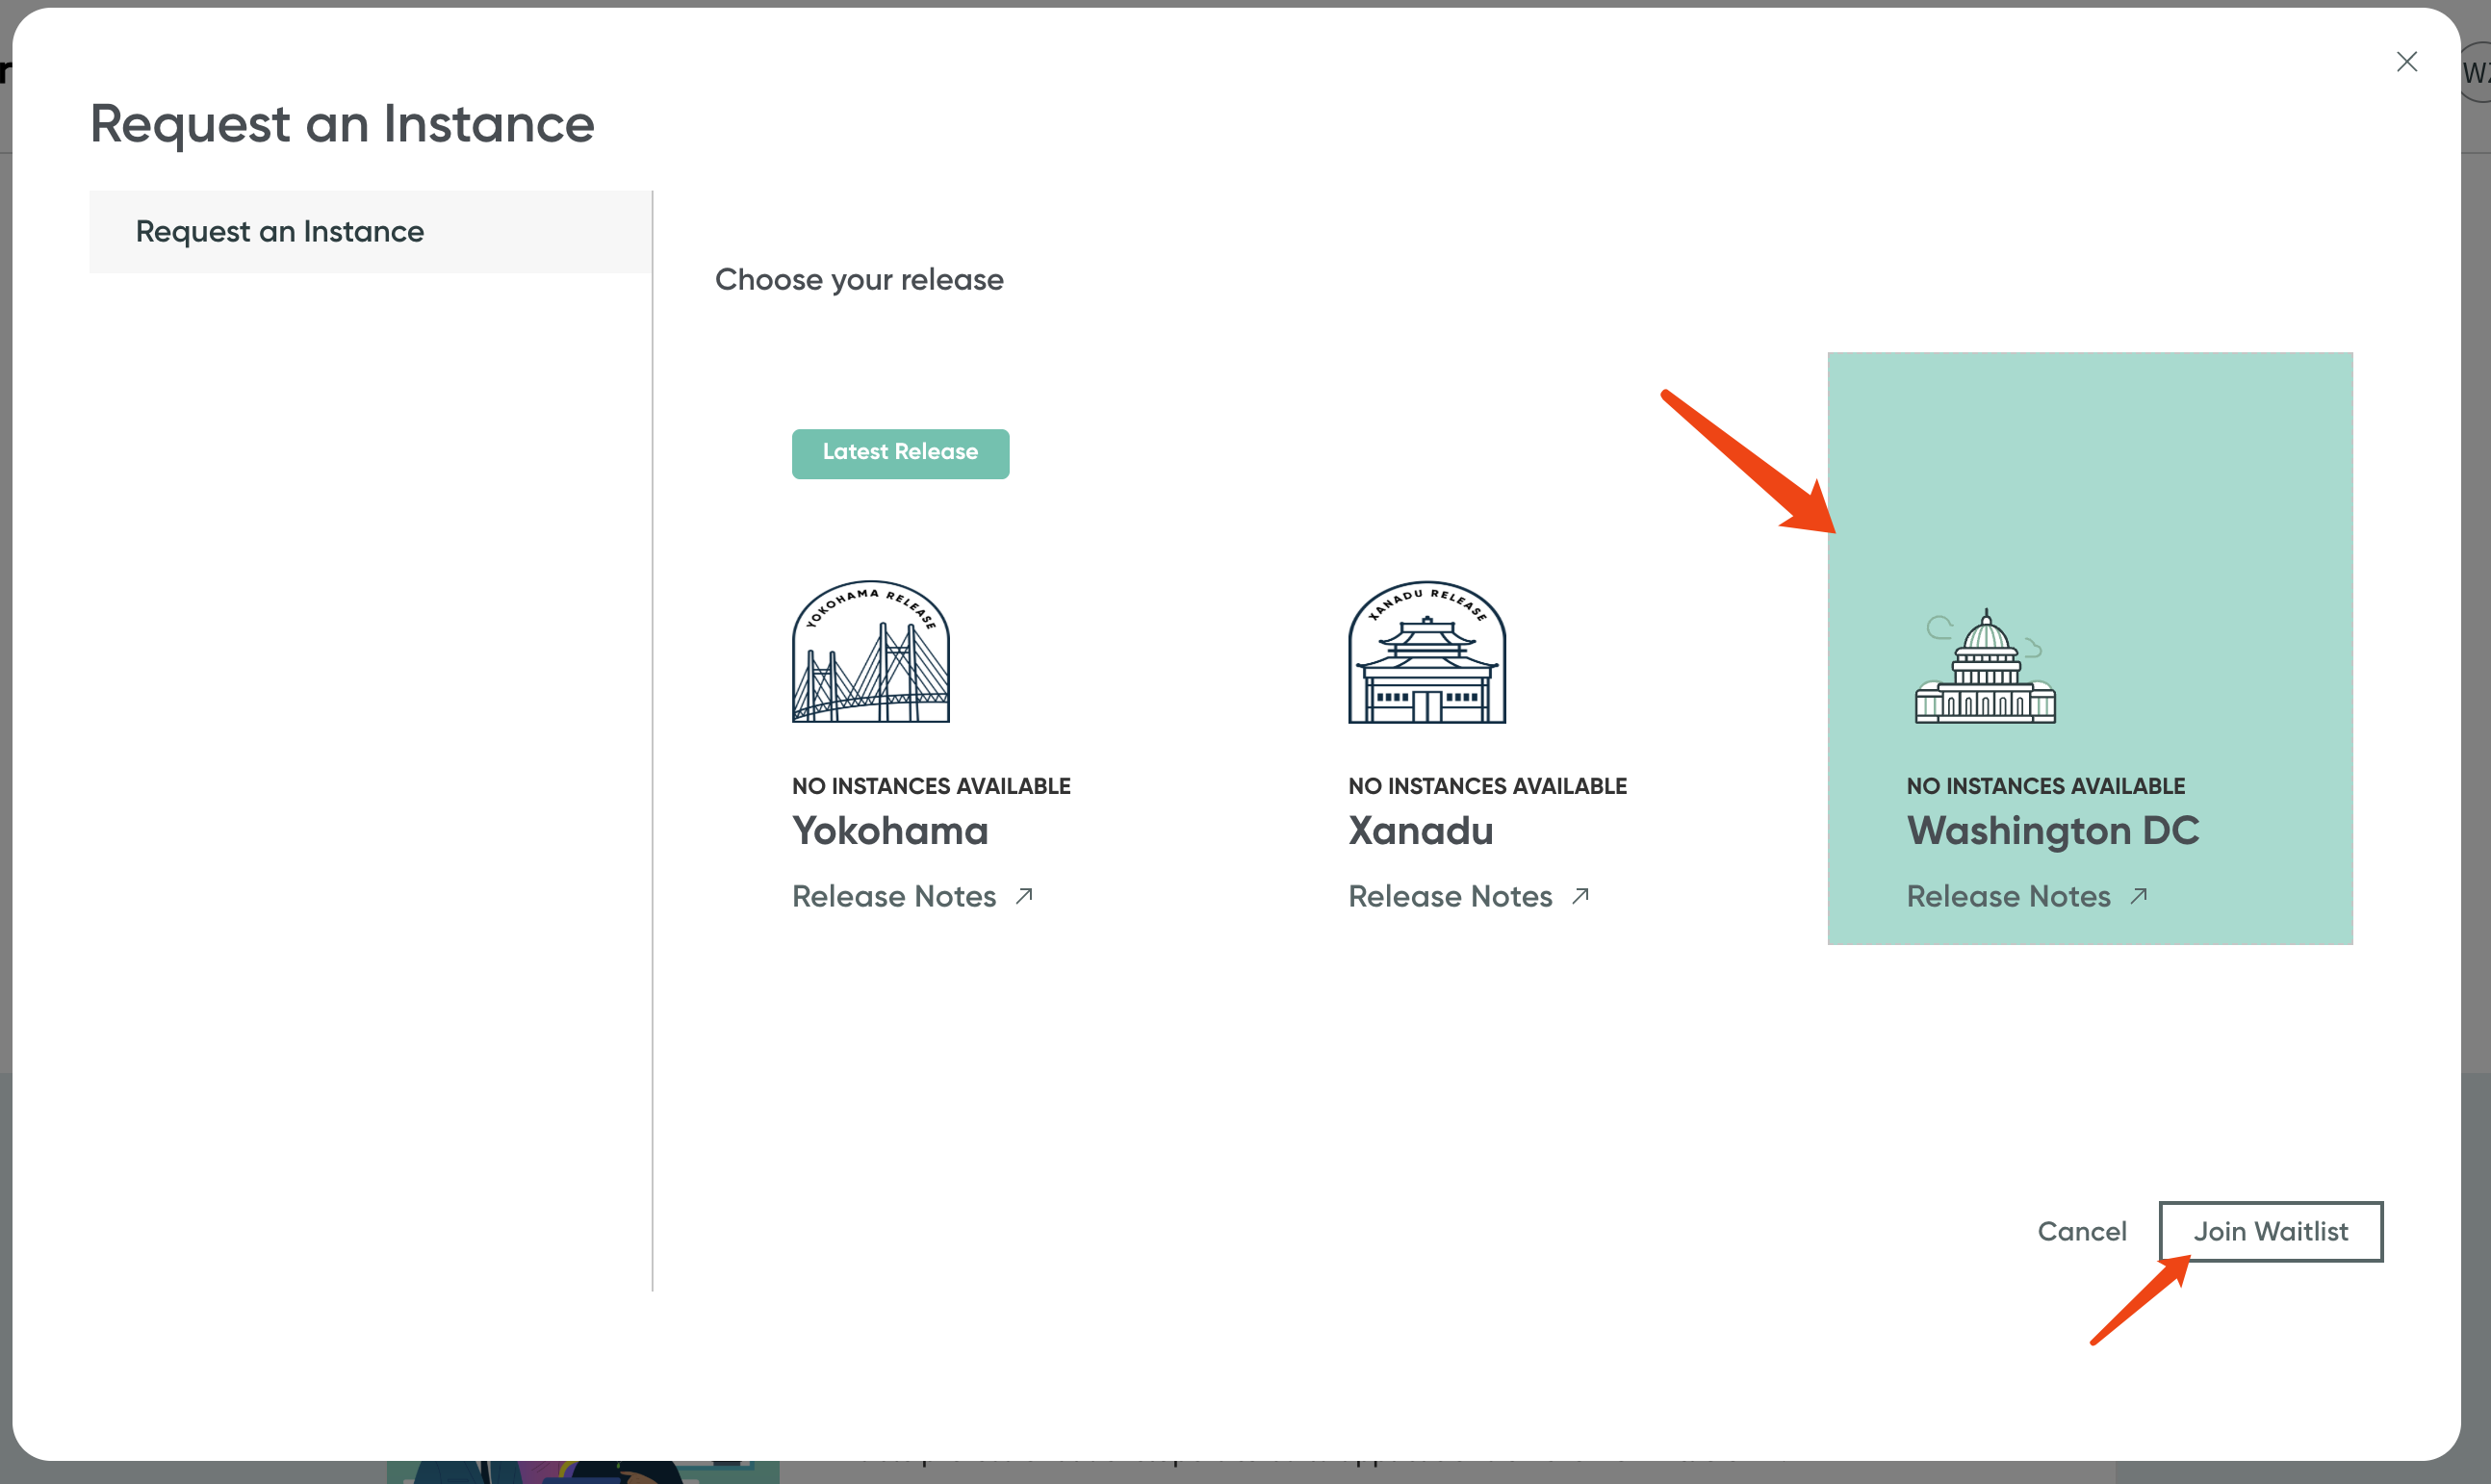 Request an Instance
Request an Instance
Choose your release
Latest Release
YOKOHAMA RELEASE
XANADU RELEASE
NO INSTANCES AVAILABLE
Yokohama
Release Notes
NO INSTANCES AVAILABLE
Xanadu
Release Notes
NO INSTANCES AVAILABLE
Washington DC
Release Notes
Cancel
Join Waitlist